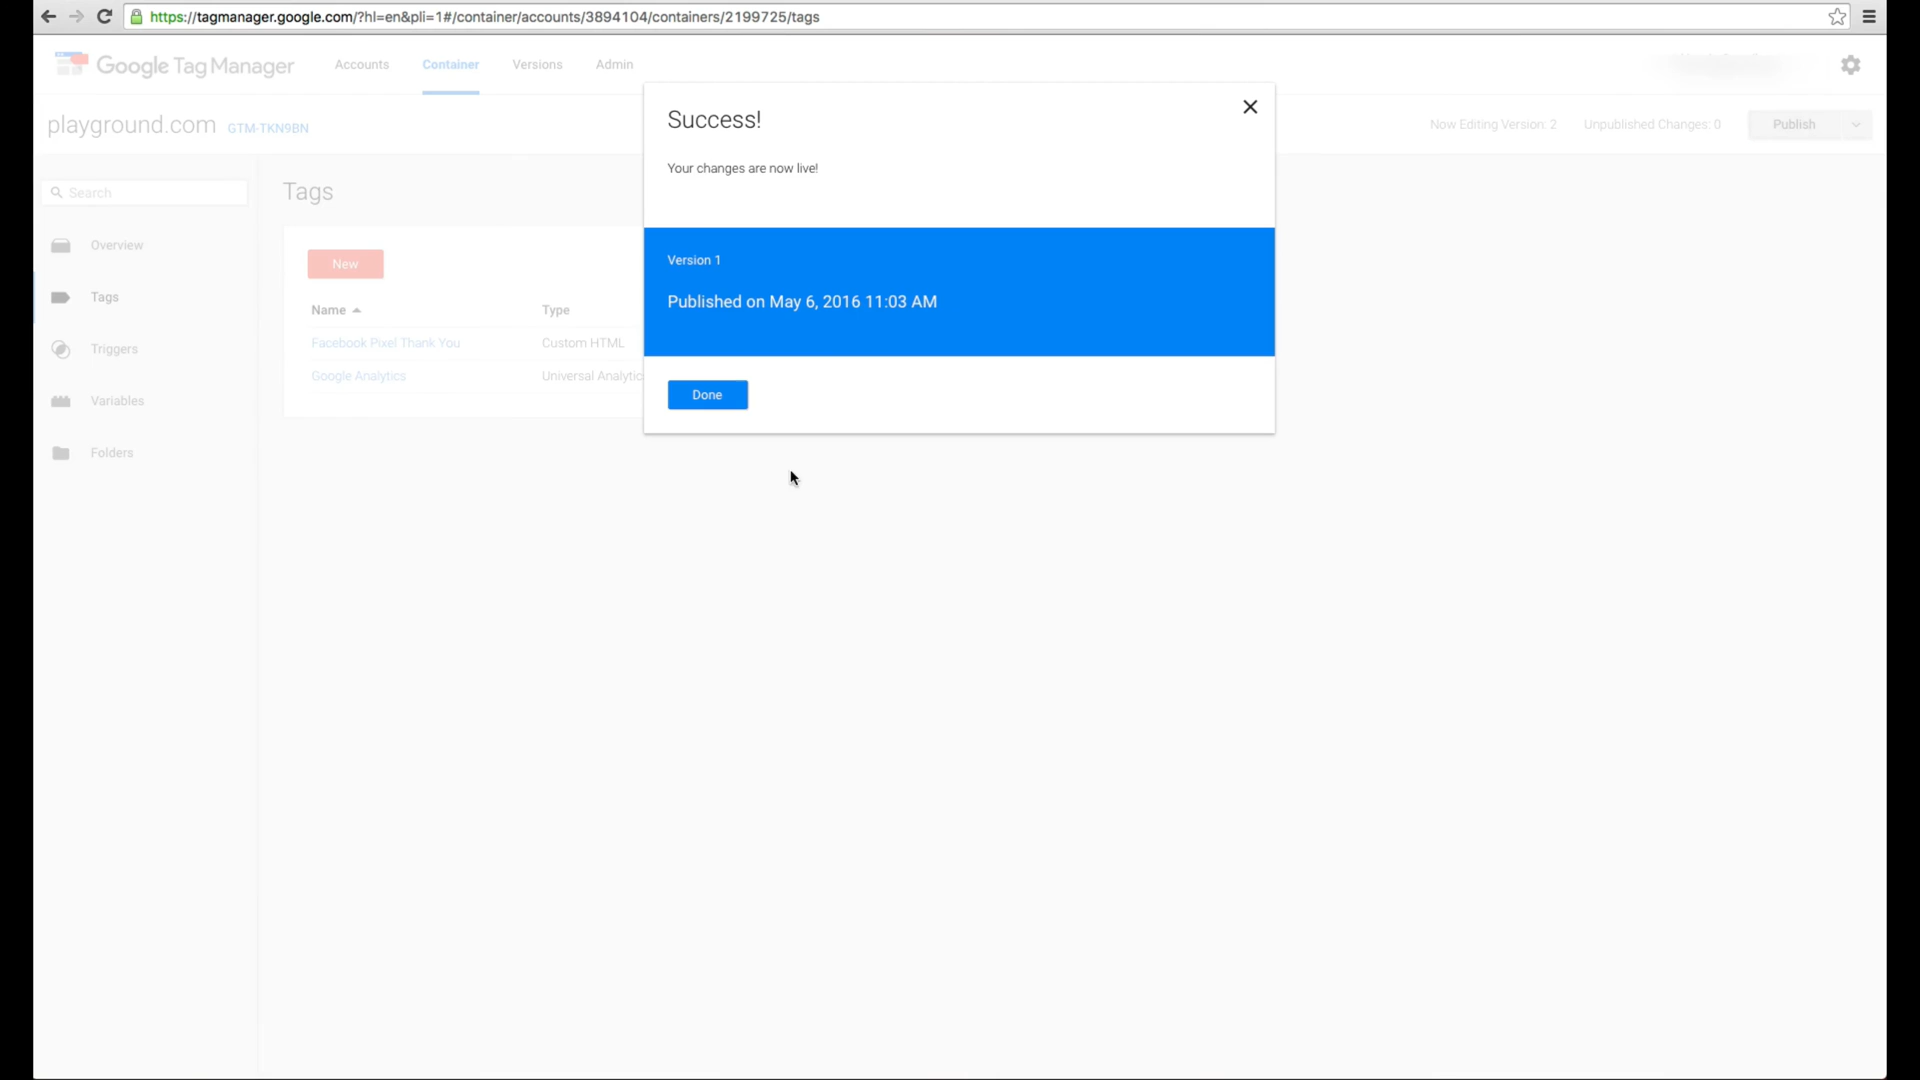 https://tagmanager.google.com/?hl=en&pli=1#/container/accounts/3894104/containers/2199725/tags
Google Tag Manager
Accounts
Container
Versions
Admin
playground.com GTM-TKN9BN
Now Editing Version: 2
Unpublished Changes: 0
Publish
Success!
Your changes are now live!
Version 1
Published on May 6, 2016 11:03 AM
Done
Search
Overview
Tags
Triggers
Variables
Folders
Tags
New
Name Type
Facebook Pixel Thank You Custom HTML
Google Analytics Universal